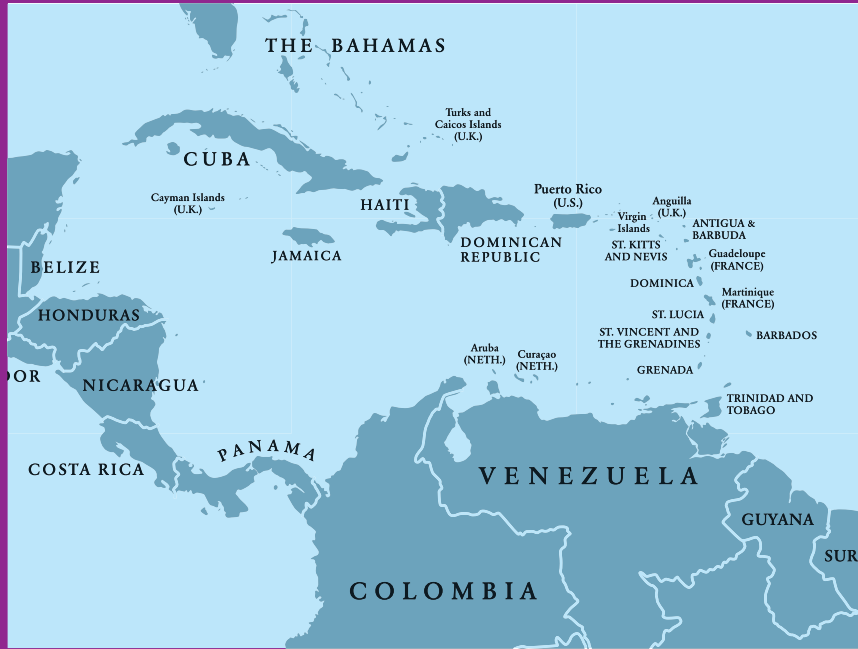 THE BAHAMAS
Turks and
Caicos Islands
(U.K.)
CUBA
Cayman Islands
(U.K.)
HAITI
Puerto Rico
(U.S.)
Anguilla
(U.K.)
Virgin
Islands
ANTIGUA &
BARBUDA
JAMAICA
DOMINICAN
REPUBLIC
ST. KITTS
AND NEVIS
Guadeloupe
(FRANCE)
BELIZE
DOMINICA
Martinique
(FRANCE)
HONDURAS
ST. LUCIA
ST. VINCENT AND
THE GRENADINES
BARBADOS
Aruba
(NETH.)
Curaçao
(NETH.)
GRENADA
DOR
NICARAGUA
TRINIDAD AND
TOBAGO
PANAMA
COSTA RICA
VENEZUELA
GUYANA
SUR
COLOMBIA